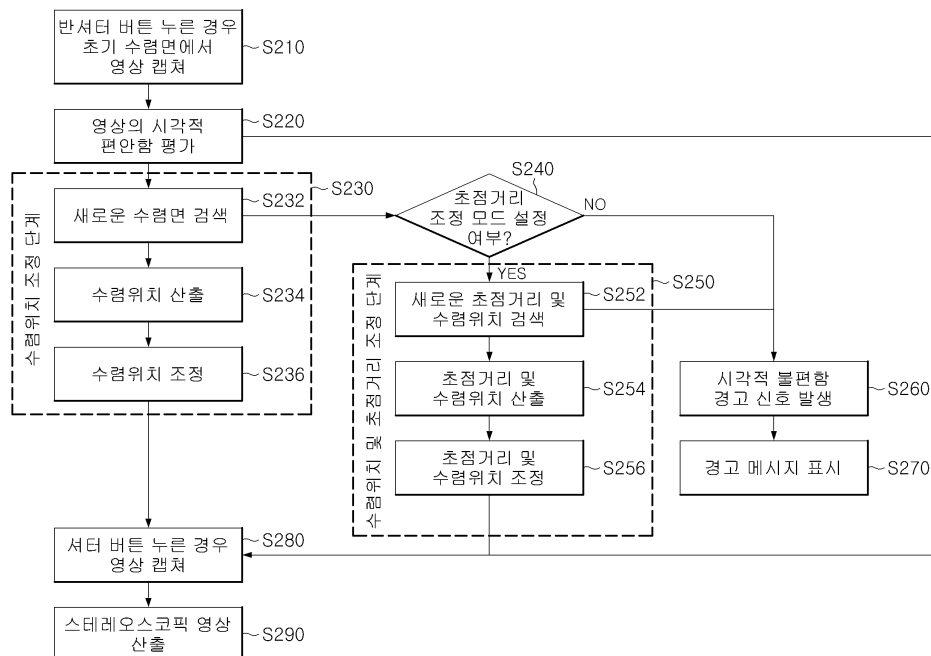 반셔터 버튼 누른 경우
초기 수렴면에서
영상 캡쳐
S210
영상의 시각적
편안함 평가
S220
수렴위치 조정 단계
S230
새로운 수렴면 검색
S232
수렴위치 산출
S234
수렴위치 조정
S236
S240
초점거리
조정 모드 설정
여부?
NO
YES
수렴위치 및 초점거리 조정 단계
S250
새로운 초점거리 및
수렴위치 검색
S252
초점거리 및
수렴위치 산출
S254
초점거리 및
수렴위치 조정
S256
시각적 불편함
경고 신호 발생
S260
경고 메시지 표시
S270
셔터 버튼 누른 경우
영상 캡쳐
S280
스테레오스코픽 영상
산출
S290